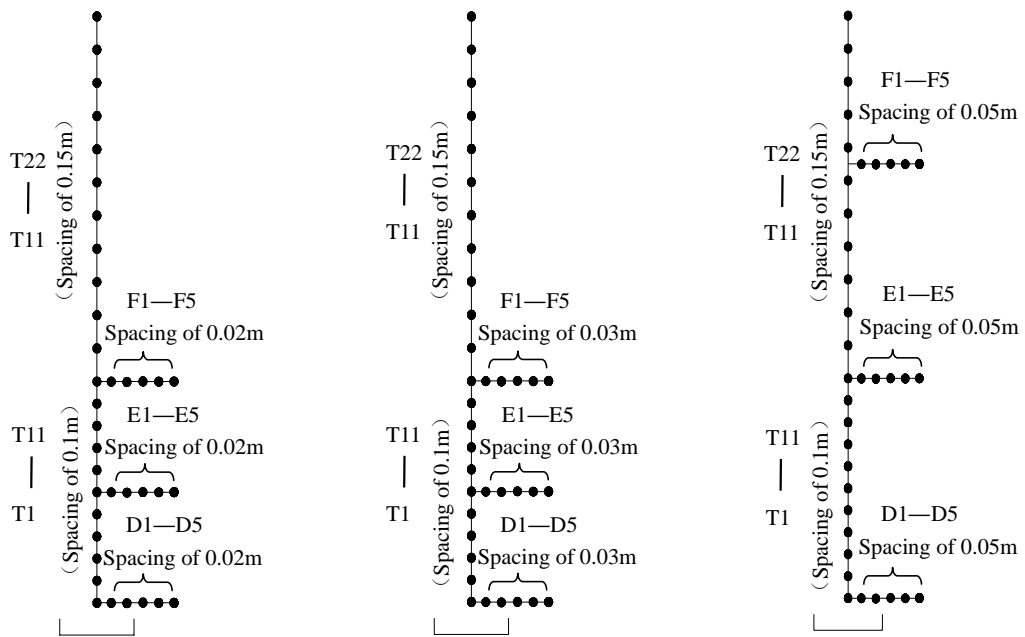 T22
T11
（Spacing of 0.15m）
F1—F5
Spacing of 0.02m
T11
T1
（Spacing of 0.1m）
E1—E5
Spacing of 0.02m
D1—D5
Spacing of 0.02m
T22
T11
（Spacing of 0.15m）
F1—F5
Spacing of 0.03m
T11
T1
（Spacing of 0.1m）
E1—E5
Spacing of 0.03m
D1—D5
Spacing of 0.03m
F1—F5
Spacing of 0.05m
T22
T11
（Spacing of 0.15m）
E1—E5
Spacing of 0.05m
T11
T1
（Spacing of 0.1m）
D1—D5
Spacing of 0.05m